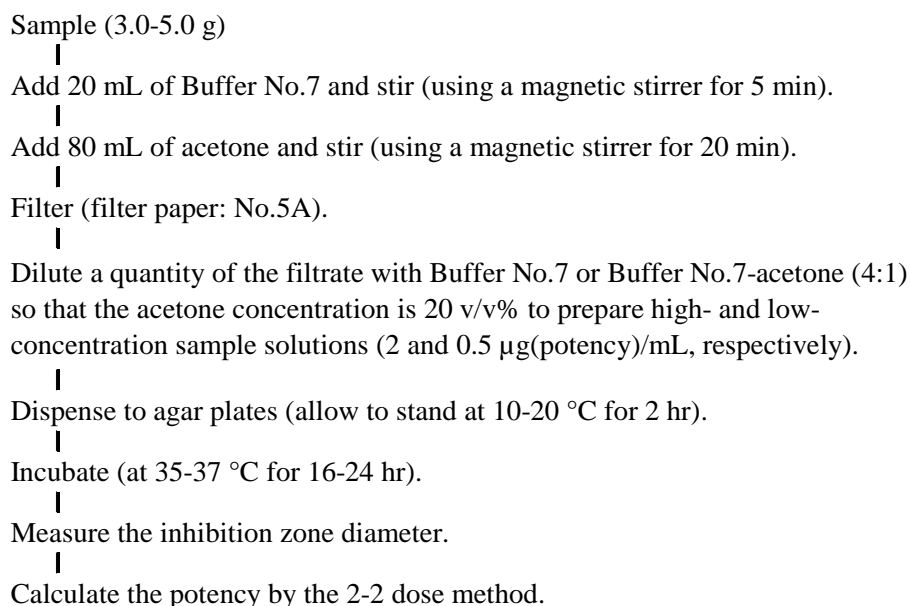 Sample (3.0-5.0 g)
Add 20 mL of Buffer No.7 and stir (using a magnetic stirrer for 5 min).
Add 80 mL of acetone and stir (using a magnetic stirrer for 20 min).
Filter (filter paper: No.5A).
Dilute a quantity of the filtrate with Buffer No.7 or Buffer No.7-acetone (4:1)
so that the acetone concentration is 20 v/v% to prepare high- and low-
concentration sample solutions (2 and 0.5 µg(potency)/mL, respectively).
Dispense to agar plates (allow to stand at 10-20 °C for 2 hr).
Incubate (at 35-37 °C for 16-24 hr).
Measure the inhibition zone diameter.
Calculate the potency by the 2-2 dose method.